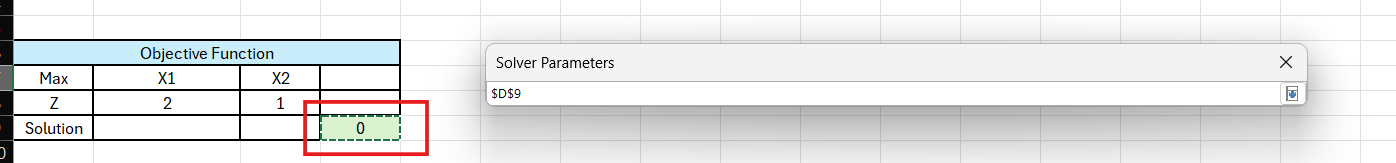 Objective Function
Solver Parameters
Max X1 X2
$D$9
Z 2 1
Solution 0